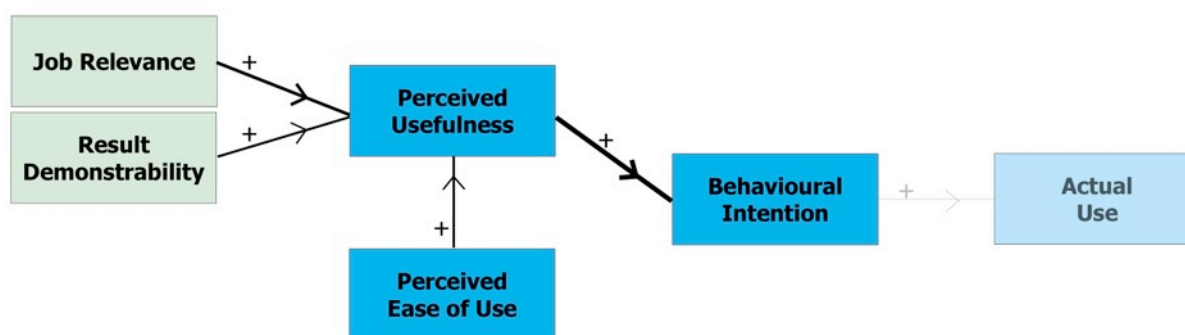 Job Relevance
+
Result
Demonstrability
+
Perceived
Usefulness
+
Perceived
Ease of Use
+
Behavioural
Intention
+
Actual
Use